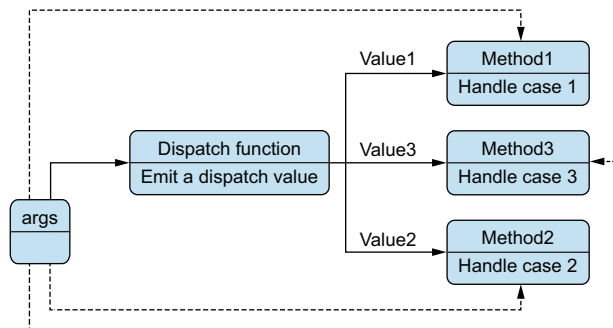 Method1
Value1
Handle case 1
Dispatch function
Value3
Method3
Emit a dispatch value
Handle case 3
args
Method2
Value2
Handle case 2